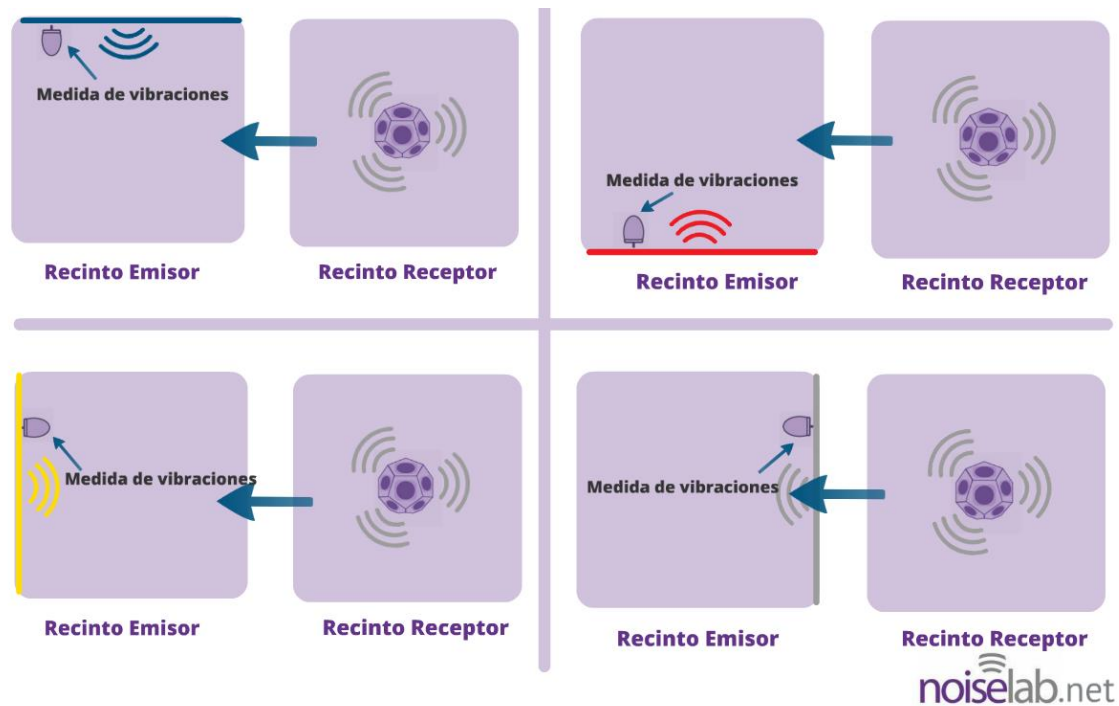 Medida de vibraciones
Recinto Emisor
Recinto Receptor
Medida de vibraciones
Recinto Emisor
Recinto Receptor
Medida de vibraciones
Recinto Emisor
Recinto Receptor
Medida de vibraciones
Recinto Emisor
Recinto Receptor
noiselab.net